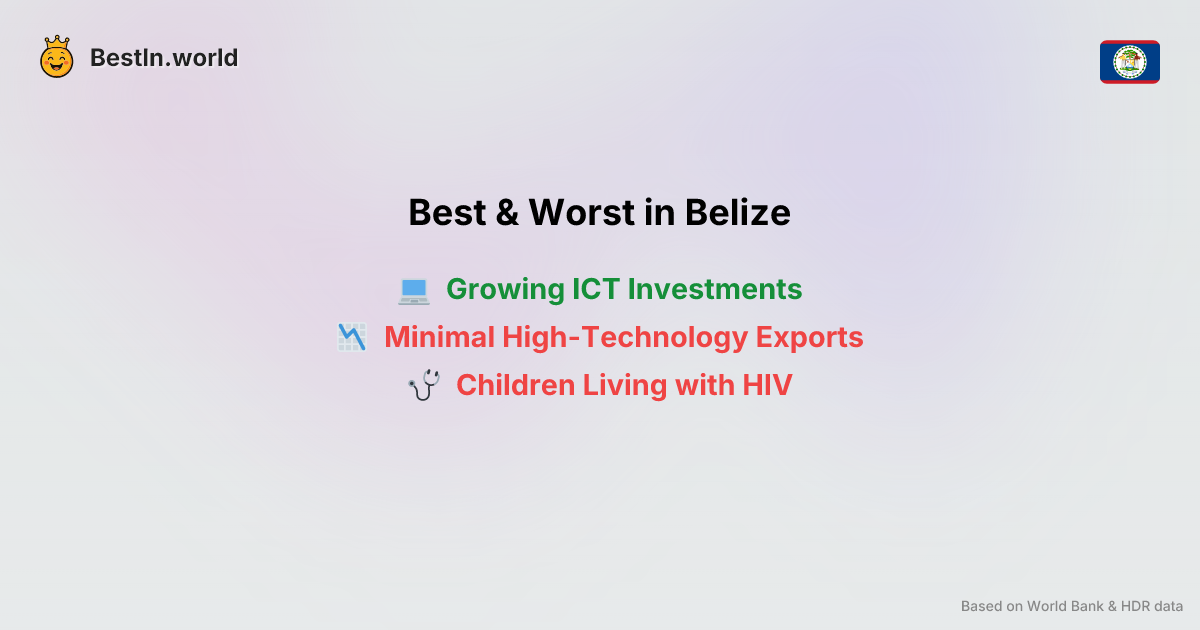 BestIn.world
Best & Worst in Belize
Growing ICT Investments
Minimal High-Technology Exports
Children Living with HIV
Based on World Bank & HDR data